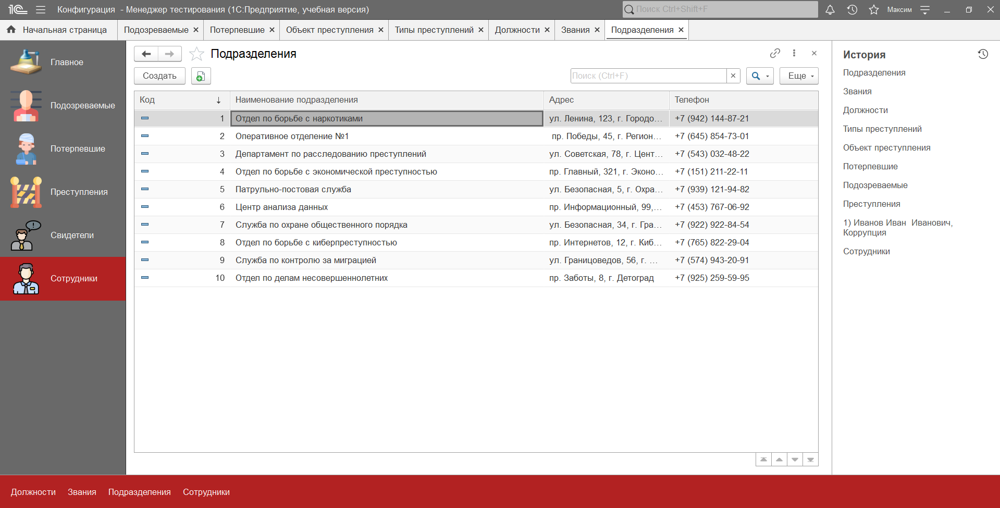 1С Конфигурация - Менеджер тестирования (1С:Предприятие, учебная версия) Поиск Ctrl+Shift+F Максим
Начальная страница Подозреваемые × Потерпевшие × Объект преступления × Типы преступлений × Должности × Звания × Подразделения ×
Главное
Подозреваемые
Потерпевшие
Преступления
Свидетели
Сотрудники
Подразделения
Создать Поиск (Ctrl+F) × Еще
Код ↓ Наименование подразделения Адрес Телефон
1 Отдел по борьбе с наркотиками ул. Ленина, 123, г. Городо... +7 (942) 144-87-21
2 Оперативное отделение №1 пр. Победы, 45, г. Регион... +7 (645) 854-73-01
3 Департамент по расследованию преступлений ул. Советская, 78, г. Цент... +7 (543) 032-48-22
4 Отдел по борьбе с экономической преступностью пр. Главный, 321, г. Эконо... +7 (151) 211-22-11
5 Патрульно-постовая служба ул. Безопасная, 5, г. Охра... +7 (939) 121-94-82
6 Центр анализа данных пр. Информационный, 99,... +7 (453) 767-06-92
7 Служба по охране общественного порядка ул. Безопасная, 34, г. Гра... +7 (922) 922-84-54
8 Отдел по борьбе с киберпреступностью пр. Интернетов, 12, г. Киб... +7 (765) 822-29-04
9 Служба по контролю за миграцией ул. Границоведов, 56, г. ... +7 (574) 943-20-91
10 Отдел по делам несовершеннолетних пр. Заботы, 8, г. Детоград +7 (925) 259-59-95
История
Подразделения
Звания
Должности
Типы преступлений
Объект преступления
Потерпевшие
Подозреваемые
Преступления
1) Иванов Иван Иванович,
Коррупция
Сотрудники
Должности Звания Подразделения Сотрудники